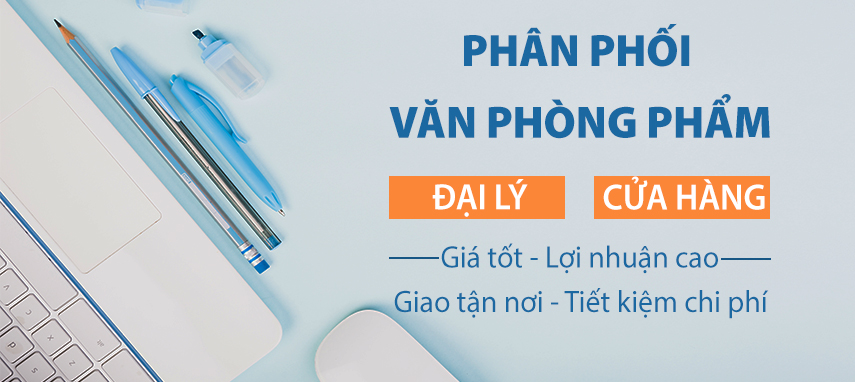 PHÂN PHỐI
VĂN PHÒNG PHẨM
ĐẠI LÝ CỬA HÀNG
Giá tốt - Lợi nhuận cao
Giao tận nơi - Tiết kiệm chi phí